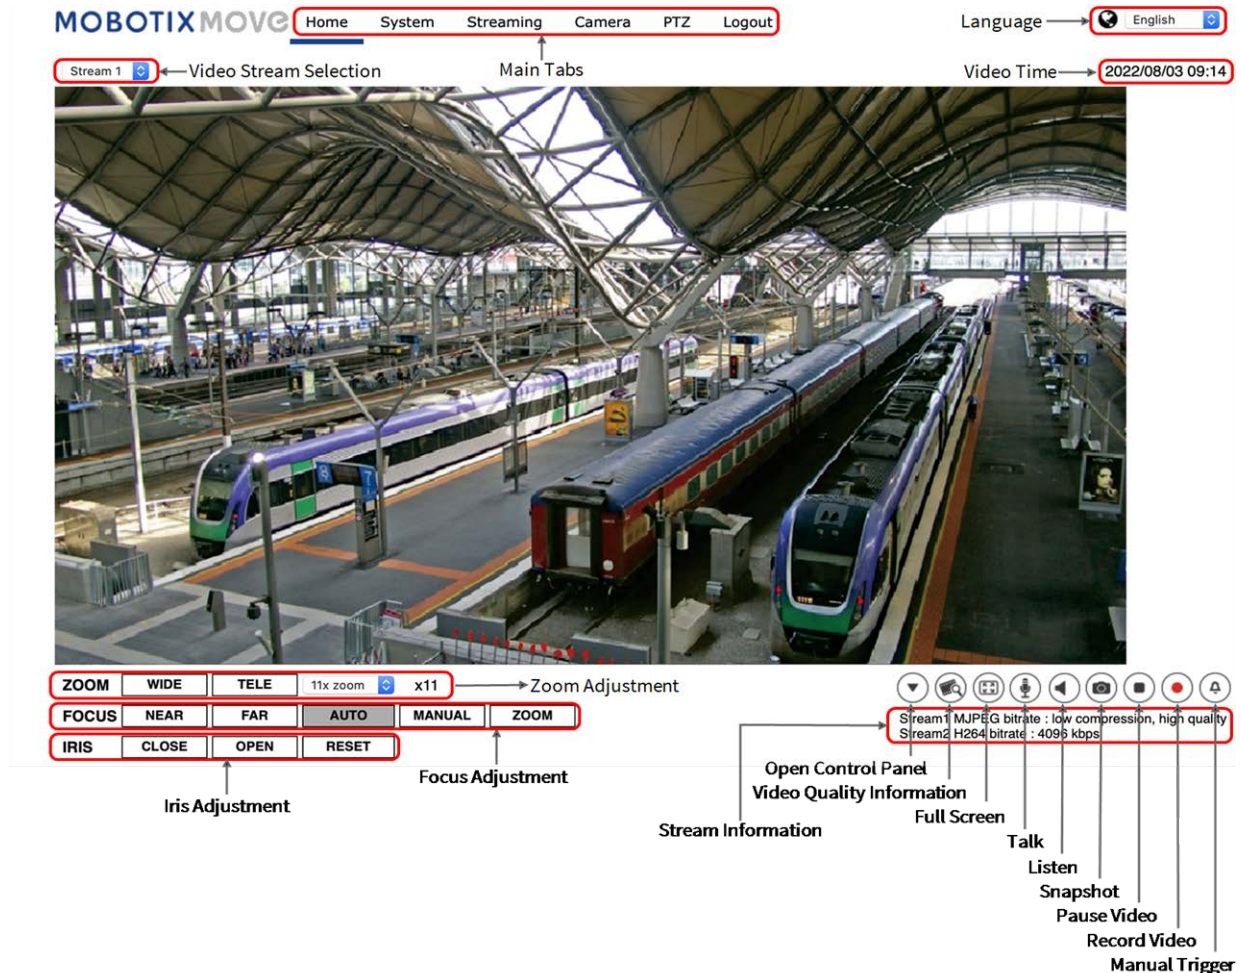 MOBOTIX MOVE
Home System Streaming Camera PTZ Logout
Language
English
Stream 1
Video Stream Selection
Main Tabs
Video Time
2022/08/03 09:14
8 7
ZOOM WIDE TELE 11x zoom x11
Zoom Adjustment
FOCUS NEAR FAR AUTO MANUAL ZOOM
IRIS CLOSE OPEN RESET
Stream1 MJPEG bitrate : low compression, high quality
Stream2 H264 bitrate : 4096 kbps
Focus Adjustment
Iris Adjustment
Open Control Panel
Video Quality Information
Stream Information
Full Screen
Talk
Listen
Snapshot
Pause Video
Record Video
Manual Trigger